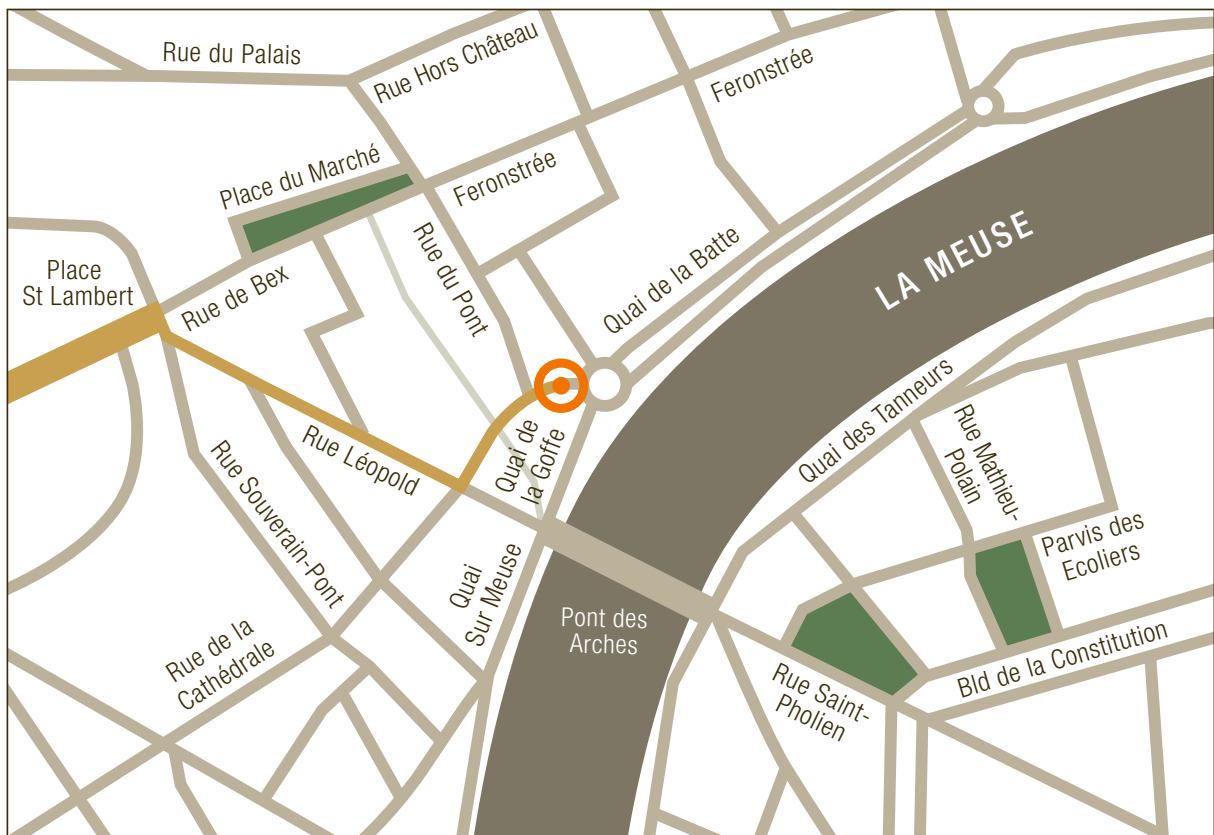 Rue du Palais
Rue Hors Château
Feronstrée
Place du Marché
Feronstrée
Place
St Lambert
Rue de Bex
Rue du Pont
Quai de la Batte
LA MEUSE
Rue Léopold
Quai de
la Goffe
Rue Souverain-Pont
Quai des Tanneurs
Rue Mathieu-
Polain
Parvis des
Ecoliers
Quai
Sur Meuse
Pont des
Arches
Rue de la
Cathédrale
Rue Saint-
Pholien
Bld de la Constitution